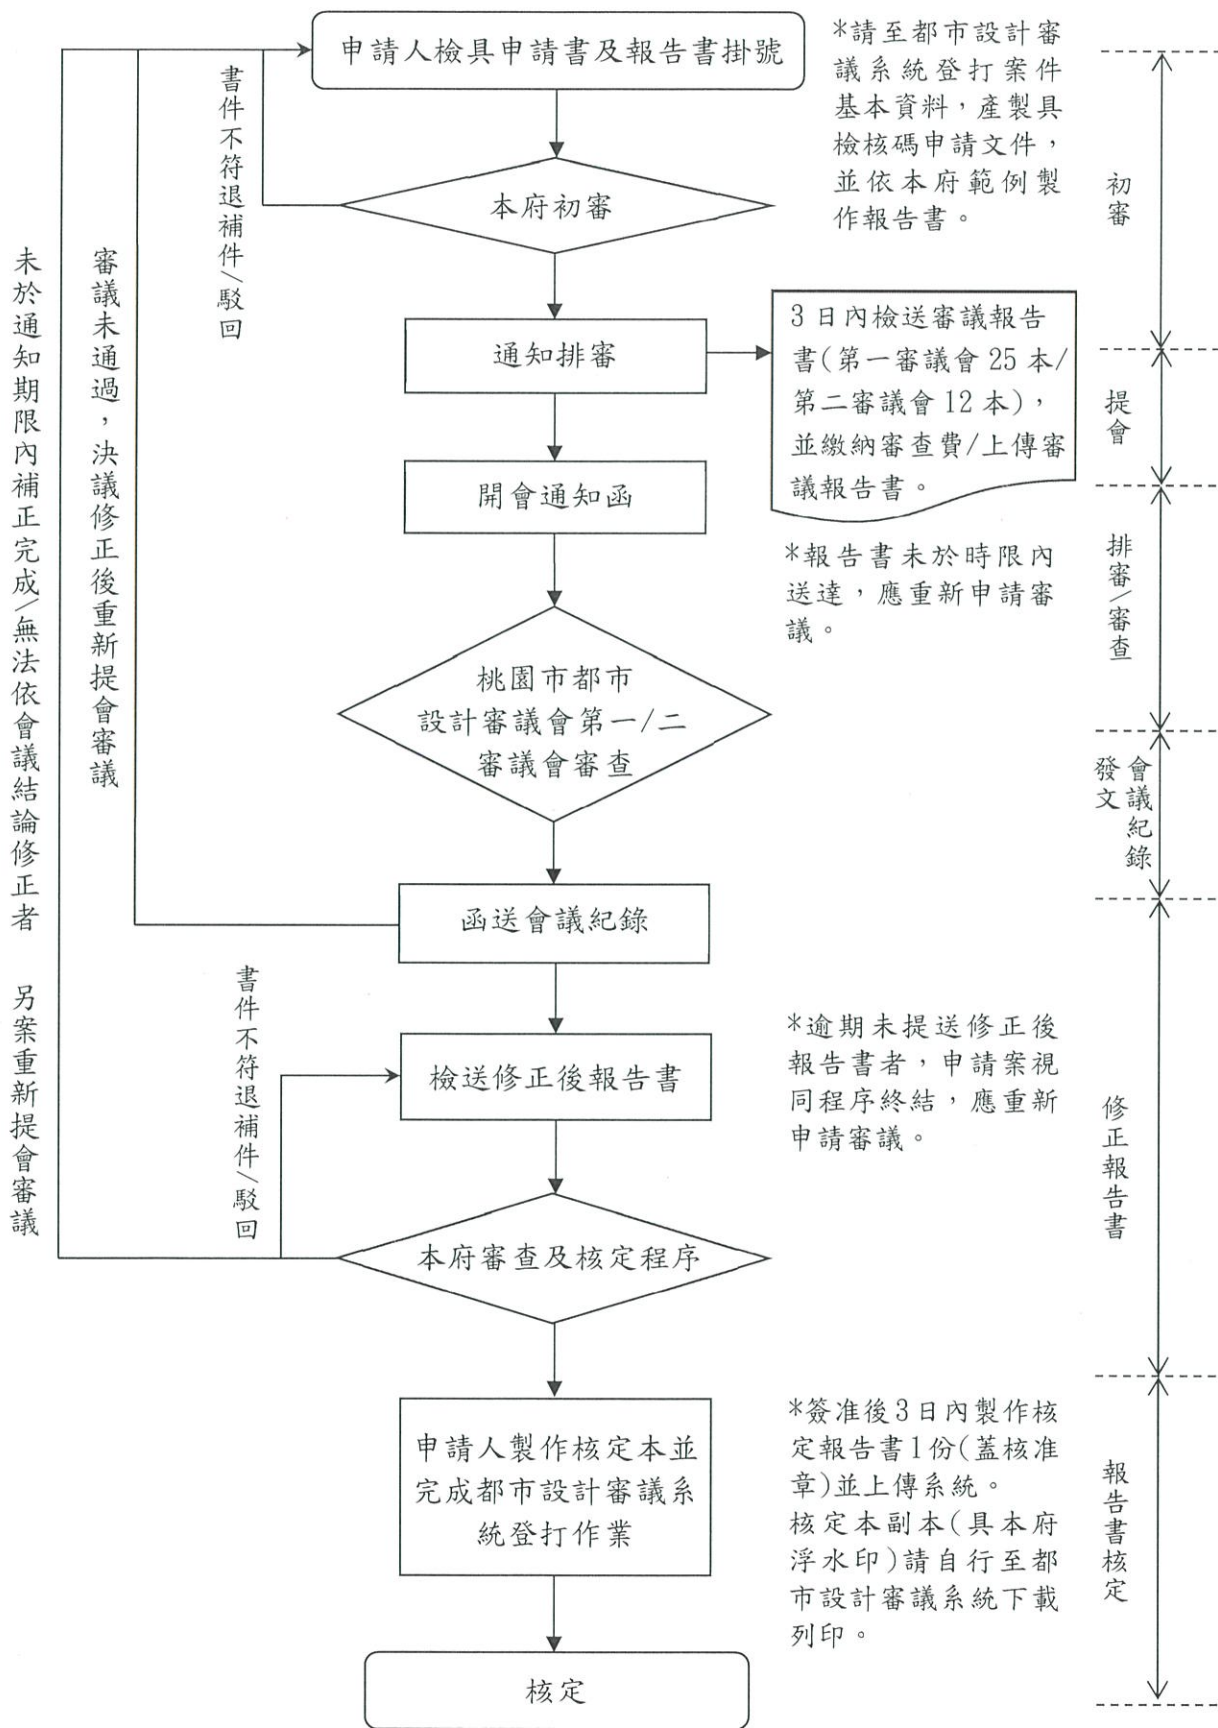 申請人檢具申請書及報告書掛號
*請至都市設計審
議系統登打案件
基本資料，產製具
檢核碼申請文件，
並依本府範例製
作報告書。
書件不符退補件/駁回
本府初審
初審
通知排審
3日內檢送審議報告
書(第一審議會25本/
第二審議會12本)，
並繳納審查費/上傳審
議報告書。
提會
開會通知函
*報告書未於時限內
送達，應重新申請審
議。
排審/審查
桃園市都市
設計審議會第一/二
審議會審查
會議紀錄
發文
審議未通過，決議修正後重新提會審議
未於通知期限內補正完成/無法依會議結論修正者 另案重新提會審議
函送會議紀錄
書件不符退補件/駁回
檢送修正後報告書
*逾期未提送修正後
報告書者，申請案視
同程序終結，應重新
申請審議。
修正報告書
本府審查及核定程序
申請人製作核定本並
完成都市設計審議系
統登打作業
*簽准後3日內製作核
定報告書1份(蓋核准
章)並上傳系統。
核定本副本(具本府
浮水印)請自行至都
市設計審議系統下載
列印。
報告書核定
核定